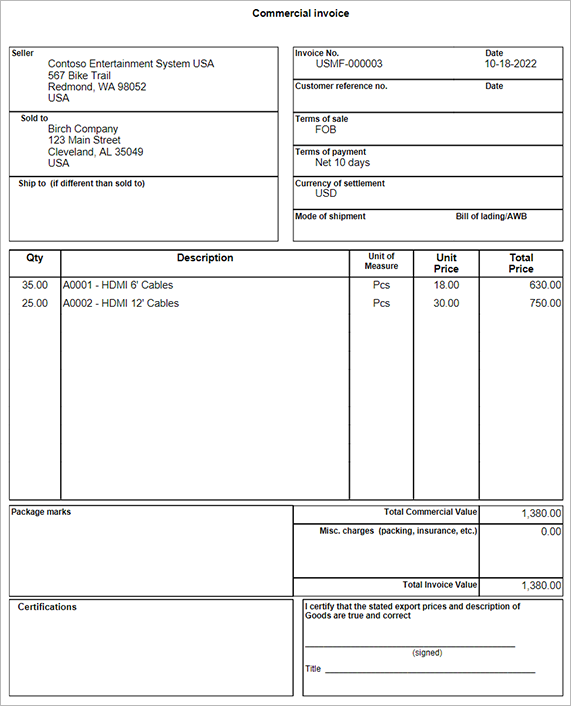 Commercial invoice
Seller
Contoso Entertainment System USA
567 Bike Trail
Redmond, WA 98052
USA
Invoice No. Date
USMF-000003 10-18-2022
Customer reference no. Date
Sold to
Birch Company
123 Main Street
Cleveland, AL 35049
USA
Terms of sale
FOB
Terms of payment
Net 10 days
Ship to (if different than sold to)
Currency of settlement
USD
Mode of shipment Bill of lading/AWB
Qty Description Unit of Measure Unit Price Total Price
35.00 A0001 - HDMI 6' Cables Pcs 18.00 630.00
25.00 A0002 - HDMI 12' Cables Pcs 30.00 750.00
Package marks
Total Commercial Value 1,380.00
Misc. charges (packing, insurance, etc.) 0.00
Total Invoice Value 1,380.00
Certifications
I certify that the stated export prices and description of
Goods are true and correct
(signed)
Title